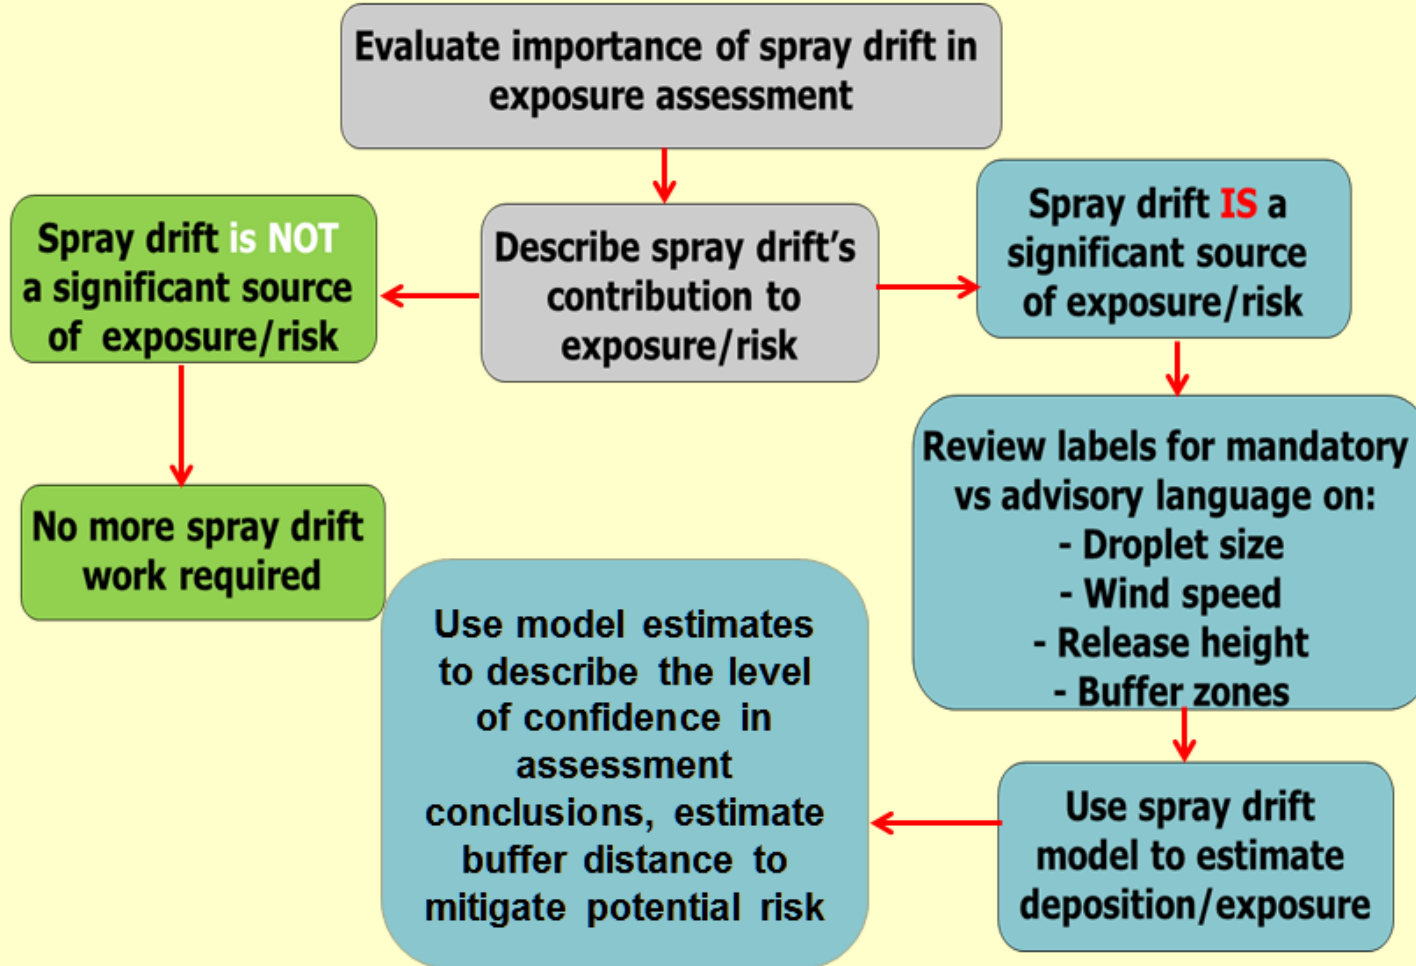 Evaluate importance of spray drift in
exposure assessment
Spray drift is NOT
a significant source
of exposure/risk
Describe spray drift's
contribution to
exposure/risk
Spray drift IS a
significant source
of exposure/risk
No more spray drift
work required
Review labels for mandatory
vs advisory language on:
- Droplet size
- Wind speed
- Release height
- Buffer zones
Use spray drift
model to estimate
deposition/exposure
Use model estimates
to describe the level
of confidence in
assessment
conclusions, estimate
buffer distance to
mitigate potential risk